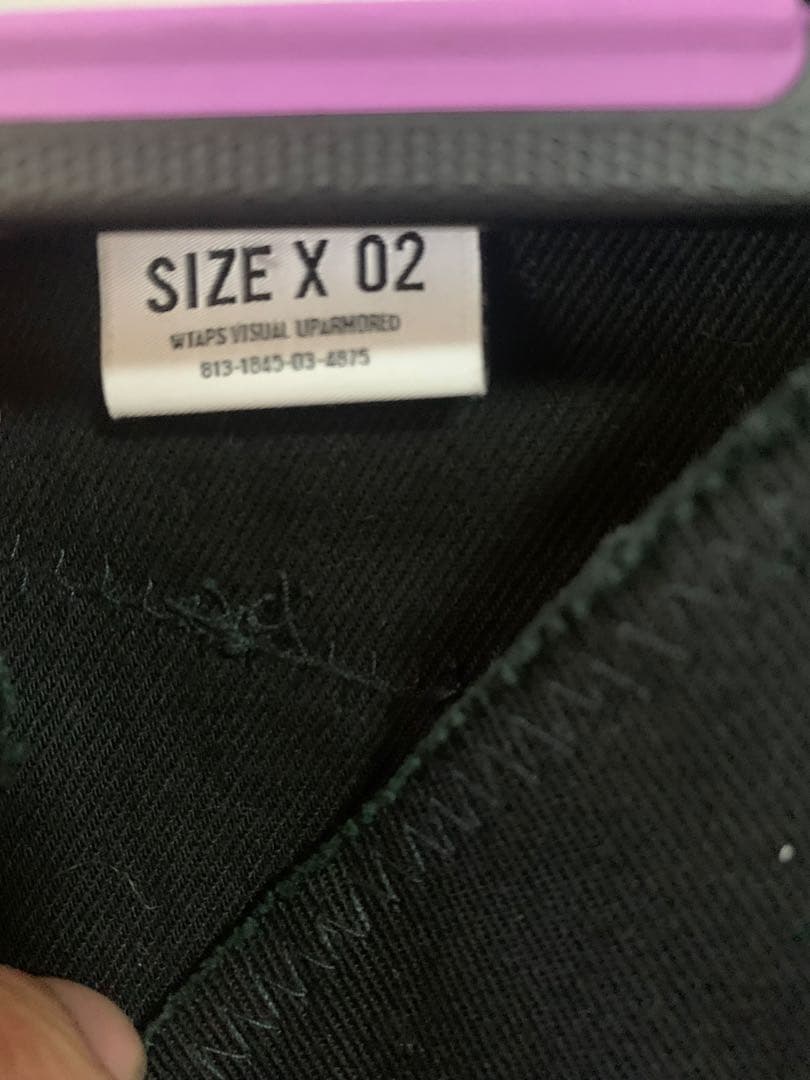 SIZE X 02
WTAPS VISUAL UPARMORED
813-1845-03-4875